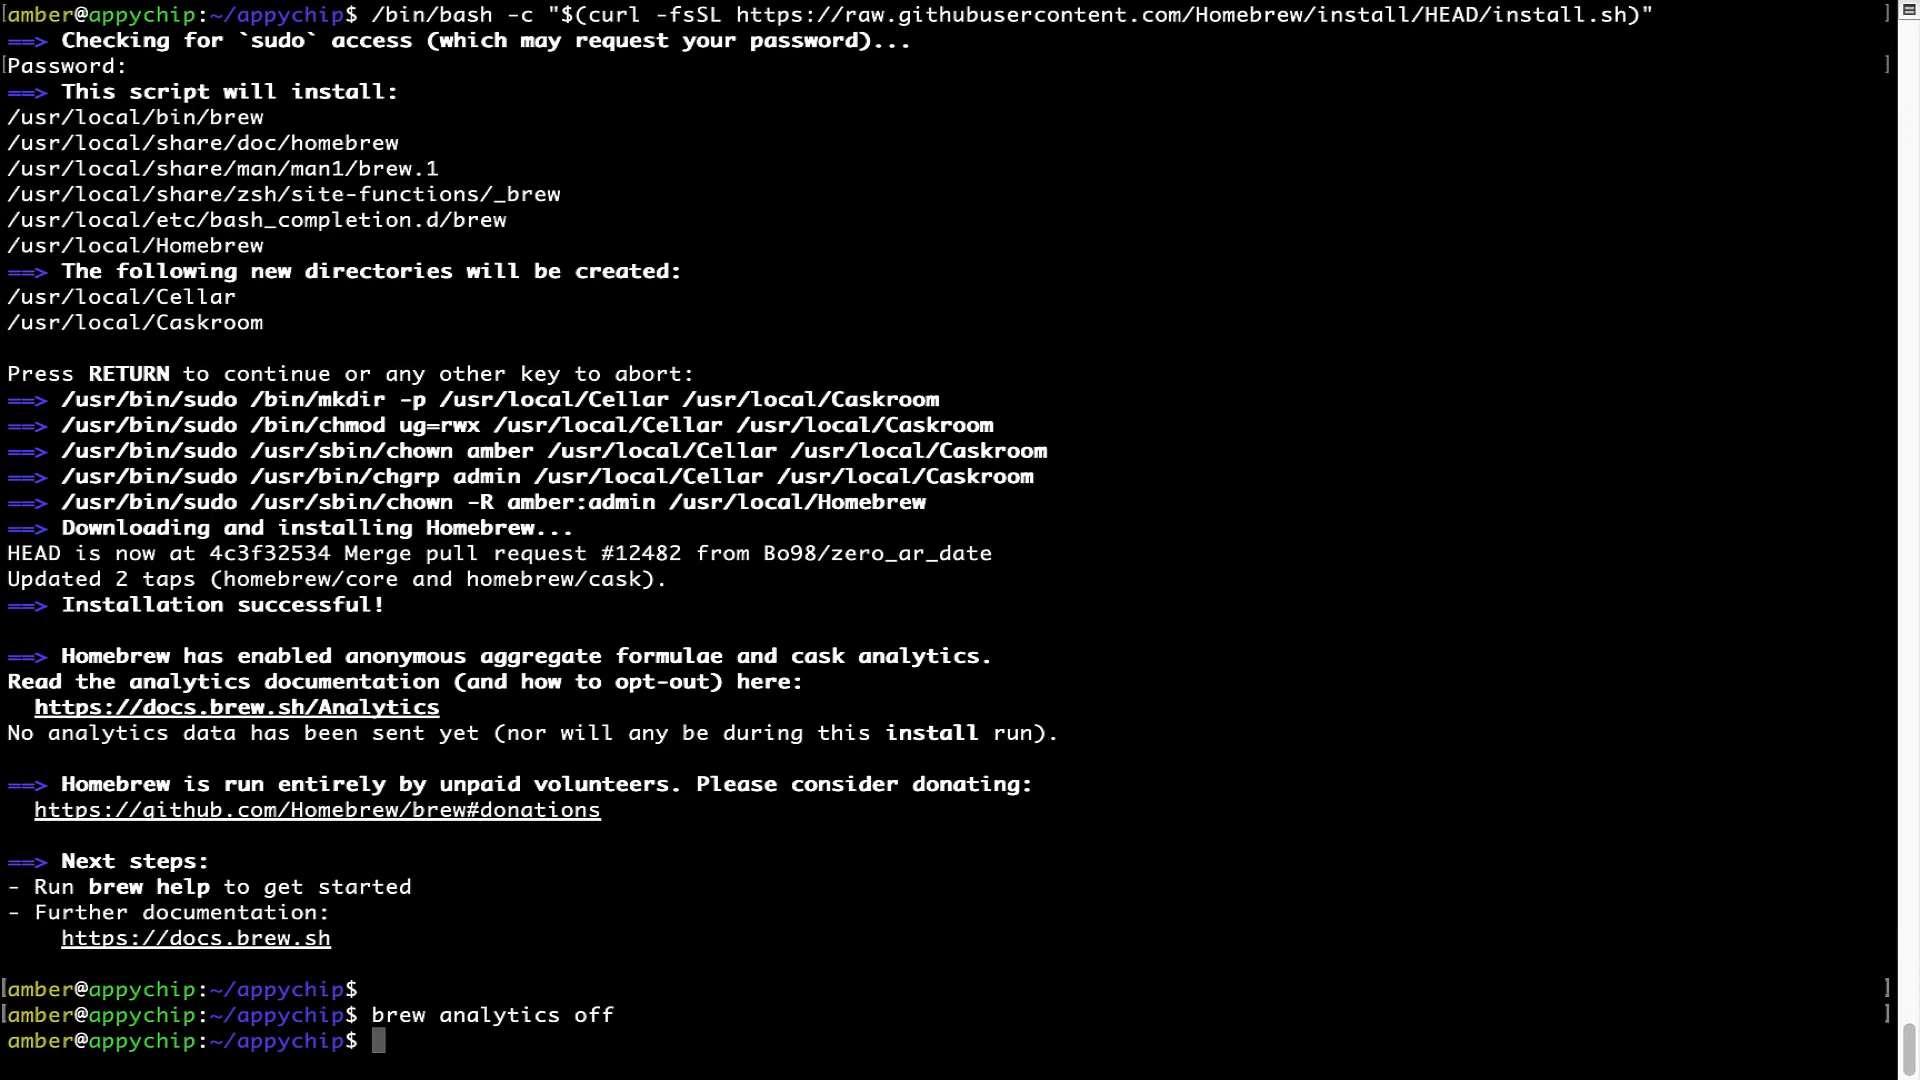 amber@appychip:~/appychip$ /bin/bash -c "$(curl -fsSL https://raw.githubusercontent.com/Homebrew/install/HEAD/install.sh)"
==> Checking for `sudo` access (which may request your password)...
Password:
==> This script will install:
/usr/local/bin/brew
/usr/local/share/doc/homebrew
/usr/local/share/man/man1/brew.1
/usr/local/share/zsh/site-functions/_brew
/usr/local/etc/bash_completion.d/brew
/usr/local/Homebrew
==> The following new directories will be created:
/usr/local/Cellar
/usr/local/Caskroom
Press RETURN to continue or any other key to abort:
==> /usr/bin/sudo /bin/mkdir -p /usr/local/Cellar /usr/local/Caskroom
==> /usr/bin/sudo /bin/chmod ug=rwx /usr/local/Cellar /usr/local/Caskroom
==> /usr/bin/sudo /usr/sbin/chown amber /usr/local/Cellar /usr/local/Caskroom
==> /usr/bin/sudo /usr/bin/chgrp admin /usr/local/Cellar /usr/local/Caskroom
==> /usr/bin/sudo /usr/sbin/chown -R amber:admin /usr/local/Homebrew
==> Downloading and installing Homebrew...
HEAD is now at 4c3f32534 Merge pull request #12482 from Bo98/zero_ar_date
Updated 2 taps (homebrew/core and homebrew/cask).
==> Installation successful!
==> Homebrew has enabled anonymous aggregate formulae and cask analytics.
Read the analytics documentation (and how to opt-out) here:
https://docs.brew.sh/Analytics
No analytics data has been sent yet (nor will any be during this install run).
==> Homebrew is run entirely by unpaid volunteers. Please consider donating:
https://github.com/Homebrew/brew#donations
==> Next steps:
- Run brew help to get started
- Further documentation:
https://docs.brew.sh
amber@appychip:~/appychip$
amber@appychip:~/appychip$ brew analytics off
amber@appychip:~/appychip$